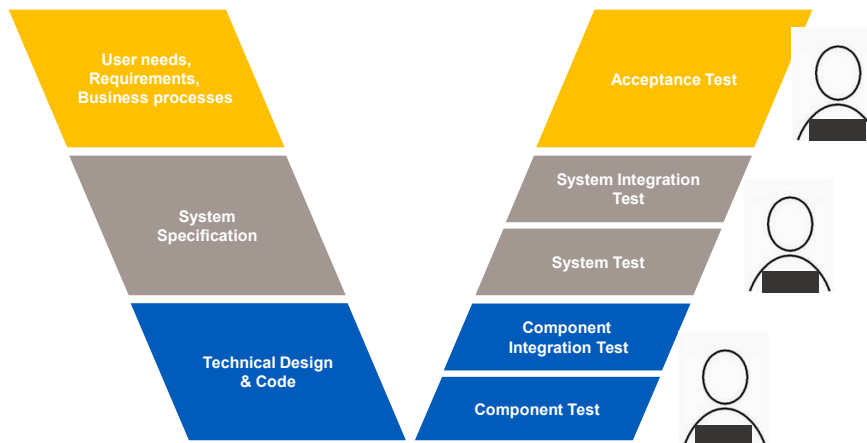 User needs,
Requirements,
Business processes
Acceptance Test
System
Specification
System Integration
Test
System Test
Technical Design
& Code
Component
Integration Test
Component Test